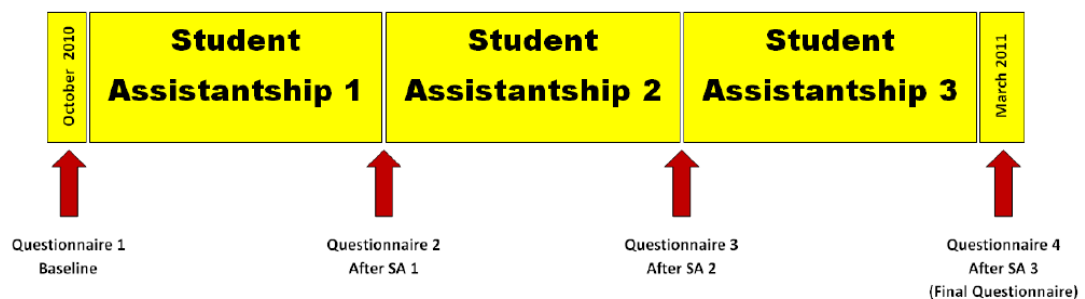 October 2010
Student
Assistantship 1
Student
Assistantship 2
Student
Assistantship 3
March 2011
Questionnaire 1
Baseline
Questionnaire 2
After SA 1
Questionnaire 3
After SA 2
Questionnaire 4
After SA 3
(Final Questionnaire)